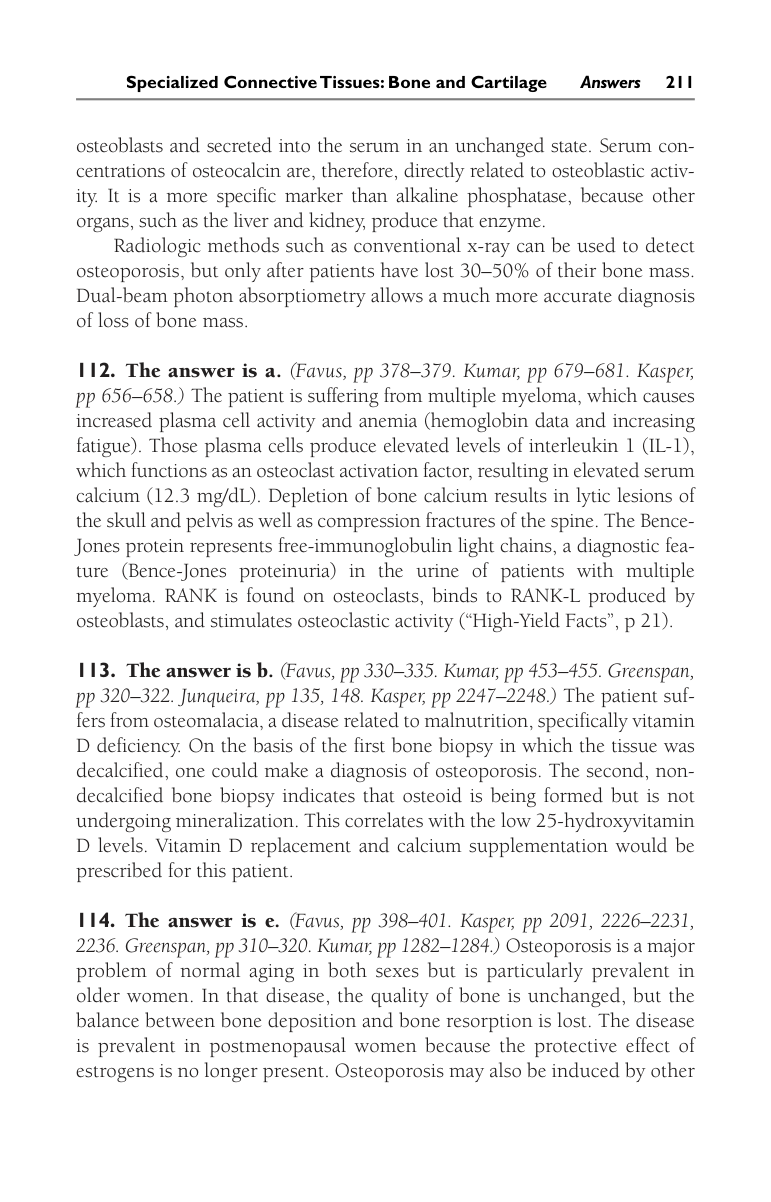 Specialized Connective Tissues: Bone and Cartilage Answers 211
osteoblasts and secreted into the serum in an unchanged state. Serum con-
centrations of osteocalcin are, therefore, directly related to osteoblastic activ-
ity. It is a more specific marker than alkaline phosphatase, because other
organs, such as the liver and kidney, produce that enzyme.
Radiologic methods such as conventional x-ray can be used to detect
osteoporosis, but only after patients have lost 30–50% of their bone mass.
Dual-beam photon absorptiometry allows a much more accurate diagnosis
of loss of bone mass.
112. The answer is a. (Favus, pp 378–379. Kumar, pp 679–681. Kasper,
pp 656–658.) The patient is suffering from multiple myeloma, which causes
increased plasma cell activity and anemia (hemoglobin data and increasing
fatigue). Those plasma cells produce elevated levels of interleukin 1 (IL-1),
which functions as an osteoclast activation factor, resulting in elevated serum
calcium (12.3 mg/dL). Depletion of bone calcium results in lytic lesions of
the skull and pelvis as well as compression fractures of the spine. The Bence-
Jones protein represents free-immunoglobulin light chains, a diagnostic fea-
ture (Bence-Jones proteinuria) in the urine of patients with multiple
myeloma. RANK is found on osteoclasts, binds to RANK-L produced by
osteoblasts, and stimulates osteoclastic activity (“High-Yield Facts”, p 21).
113. The answer is b. (Favus, pp 330–335. Kumar, pp 453–455. Greenspan,
pp 320–322. Junqueira, pp 135, 148. Kasper, pp 2247–2248.) The patient suf-
fers from osteomalacia, a disease related to malnutrition, specifically vitamin
D deficiency. On the basis of the first bone biopsy in which the tissue was
decalcified, one could make a diagnosis of osteoporosis. The second, non-
decalcified bone biopsy indicates that osteoid is being formed but is not
undergoing mineralization. This correlates with the low 25-hydroxyvitamin
D levels. Vitamin D replacement and calcium supplementation would be
prescribed for this patient.
114. The answer is e. (Favus, pp 398–401. Kasper, pp 2091, 2226–2231,
2236. Greenspan, pp 310–320. Kumar, pp 1282–1284.) Osteoporosis is a major
problem of normal aging in both sexes but is particularly prevalent in
older women. In that disease, the quality of bone is unchanged, but the
balance between bone deposition and bone resorption is lost. The disease
is prevalent in postmenopausal women because the protective effect of
estrogens is no longer present. Osteoporosis may also be induced by other